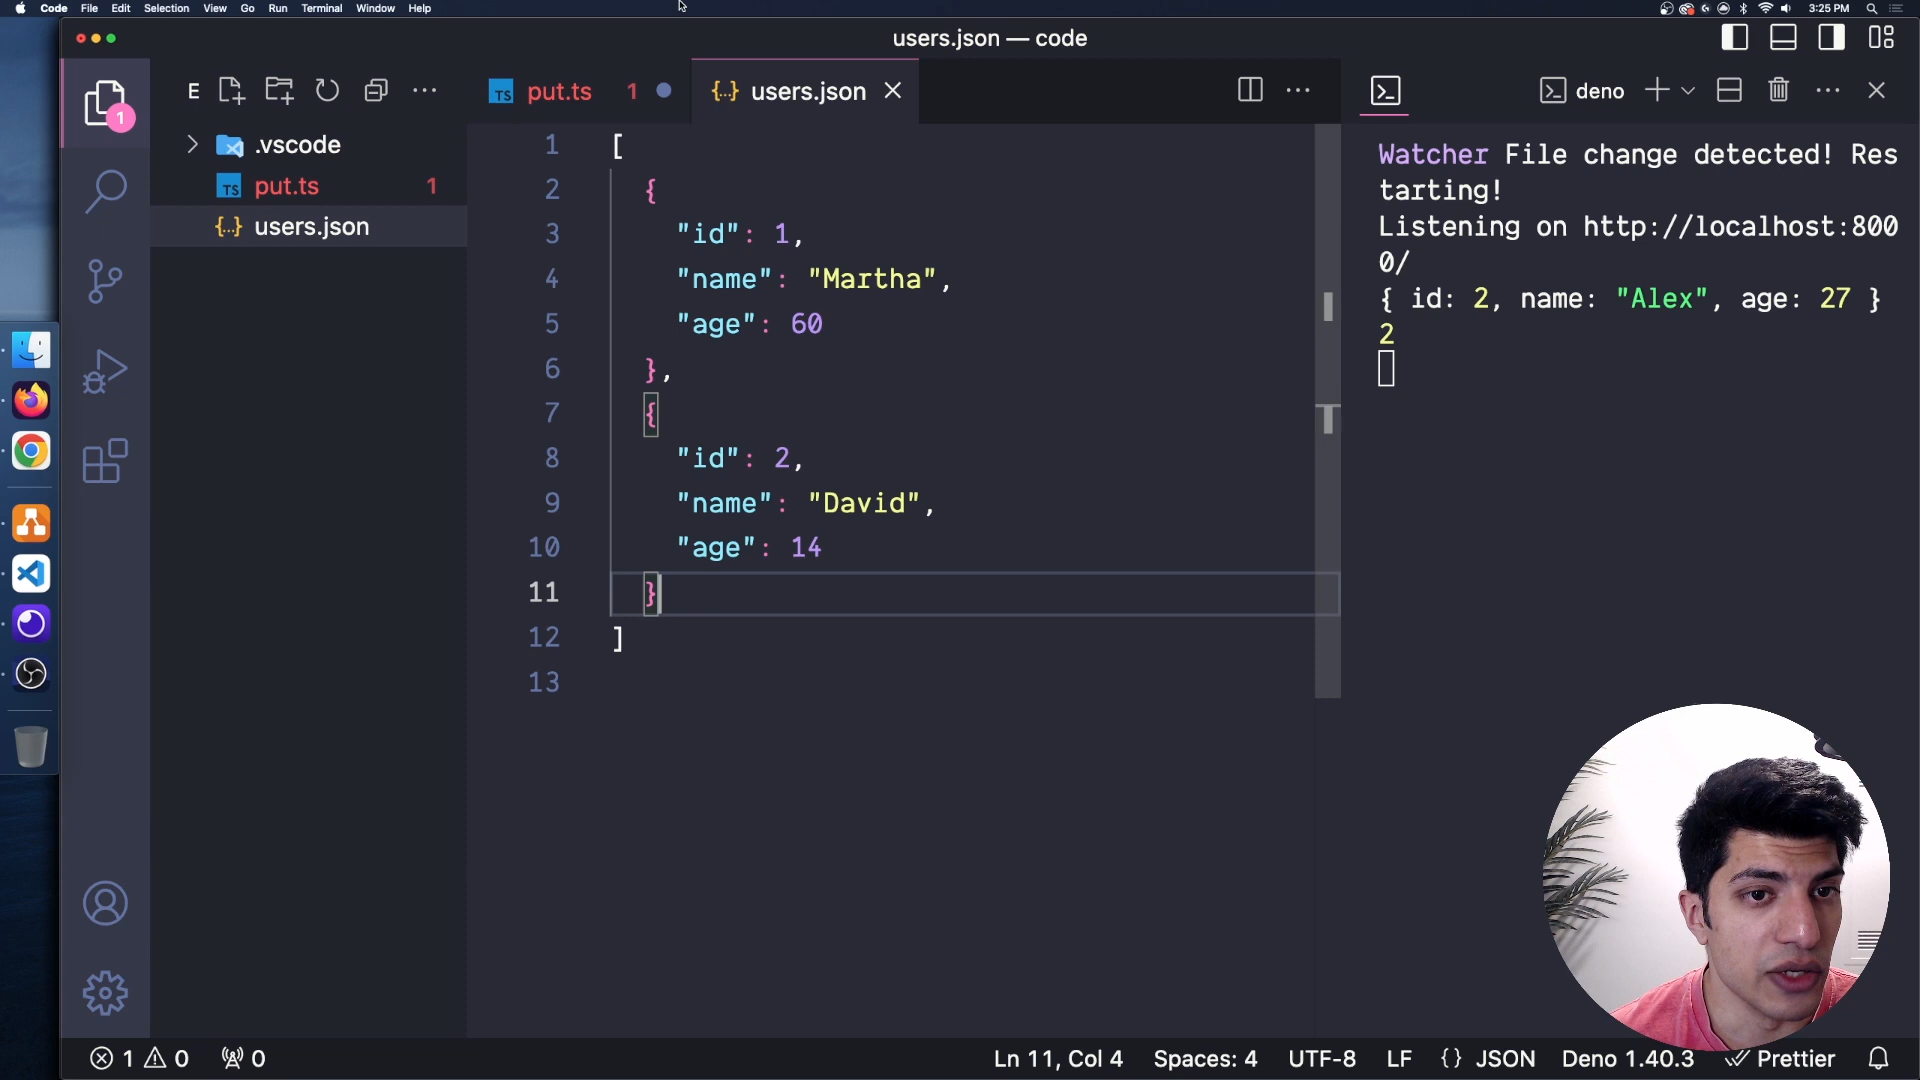 Code File Edit Selection View Go Run Terminal Window Help
3:25 PM
users.json — code
E
TS put.ts 1
{..} users.json
deno
.vscode
TS put.ts 1
{..} users.json
1
1 [
2 {
3 "id": 1,
4 "name": "Martha",
5 "age": 60
6 },
7 {
8 "id": 2,
9 "name": "David",
10 "age": 14
11 }
12 ]
13
Watcher File change detected! Res
tarting!
Listening on http://localhost:800
0/
{ id: 2, name: "Alex", age: 27 }
2
1 0 0
Ln 11, Col 4 Spaces: 4 UTF-8 LF {} JSON Deno 1.40.3 Prettier